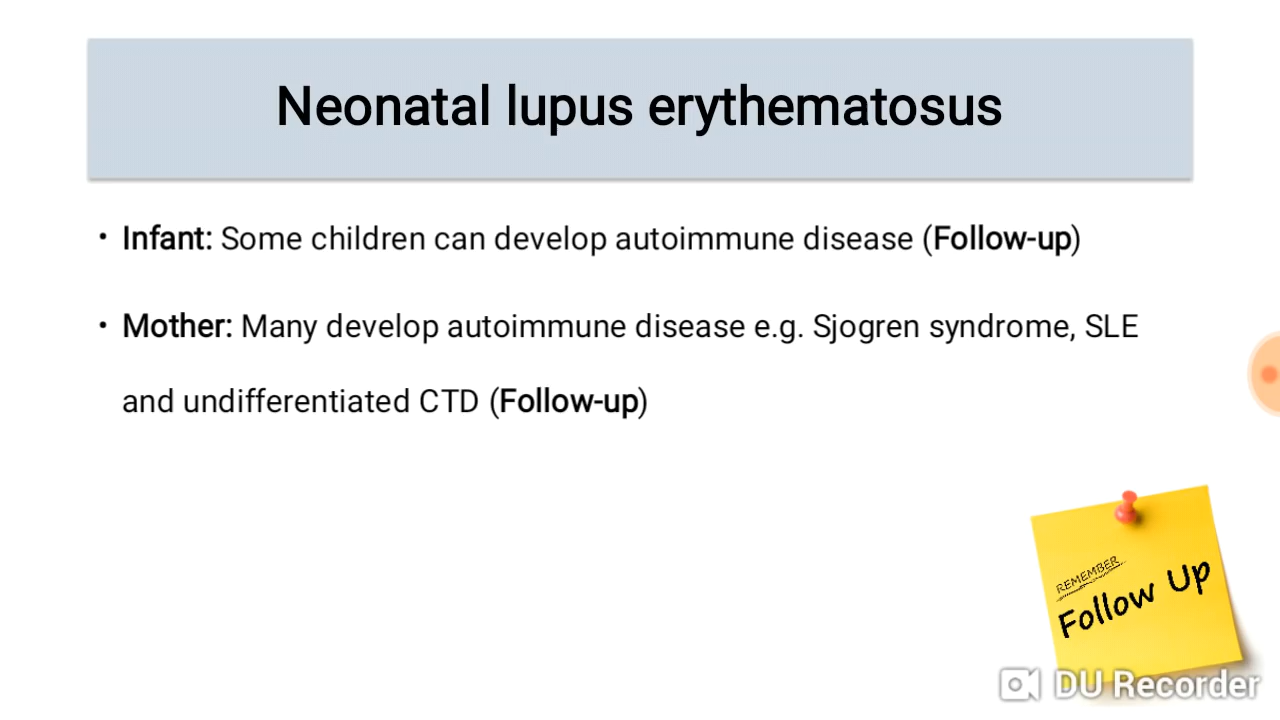 Neonatal lupus erythematosus
• Infant: Some children can develop autoimmune disease (Follow-up)
• Mother: Many develop autoimmune disease e.g. Sjogren syndrome, SLE
and undifferentiated CTD (Follow-up)
REMEMBER
Follow Up
DU Recorder